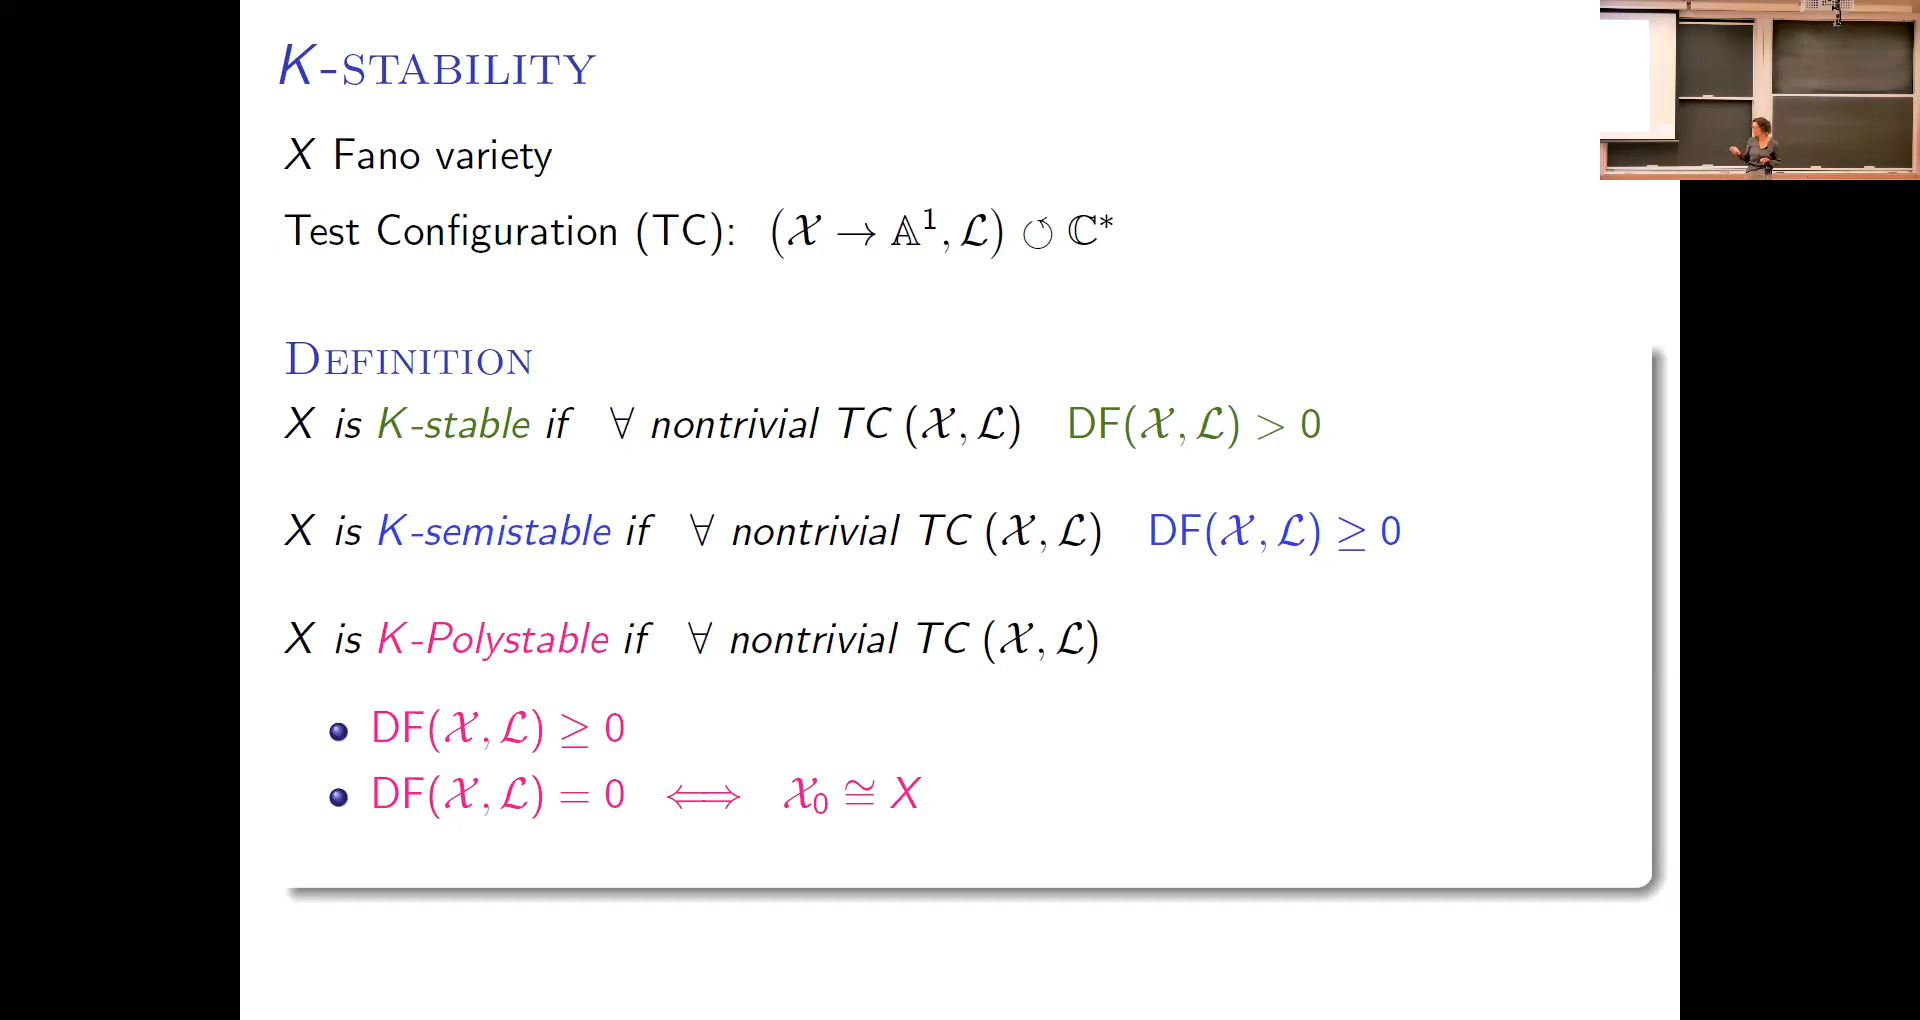 K-STABILITY
X Fano variety
Test Configuration (TC): (𝒳 → 𝔸¹, ℒ) ↺ ℂ*
DEFINITION
X is K-stable if ∀ nontrivial TC (𝒳, ℒ) DF(𝒳, ℒ) > 0
X is K-semistable if ∀ nontrivial TC (𝒳, ℒ) DF(𝒳, ℒ) ≥ 0
X is K-Polystable if ∀ nontrivial TC (𝒳, ℒ)
• DF(𝒳, ℒ) ≥ 0
• DF(𝒳, ℒ) = 0 ⟺ 𝒳₀ ≅ X